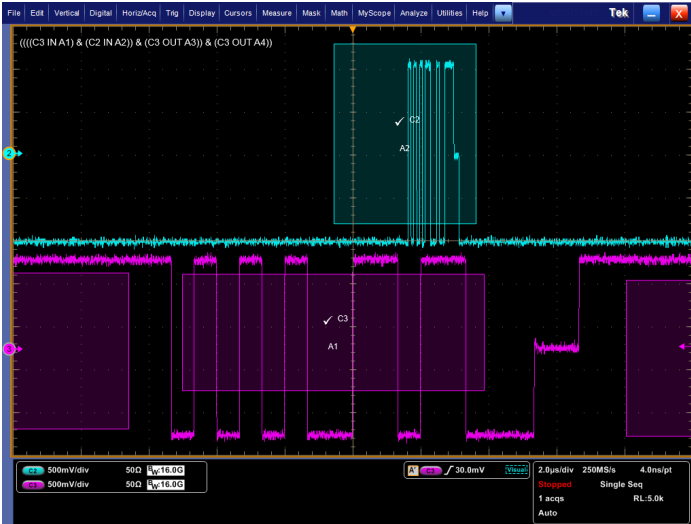 File Edit Vertical Digital Horiz/Acq Trig Display Cursors Measure Mask Math MyScope Analyze Utilities Help Tek X
((((C3 IN A1) & (C2 IN A2)) & (C3 OUT A3)) & (C3 OUT A4))
C2
A2
2
C3
A1
3
C2 500mV/div 50Ω BW:16.0G
C3 500mV/div 50Ω BW:16.0G
A' C3 30.0mV Visual
2.0µs/div 250MS/s 4.0ns/pt
Stopped Single Seq
1 acqs RL:5.0k
Auto